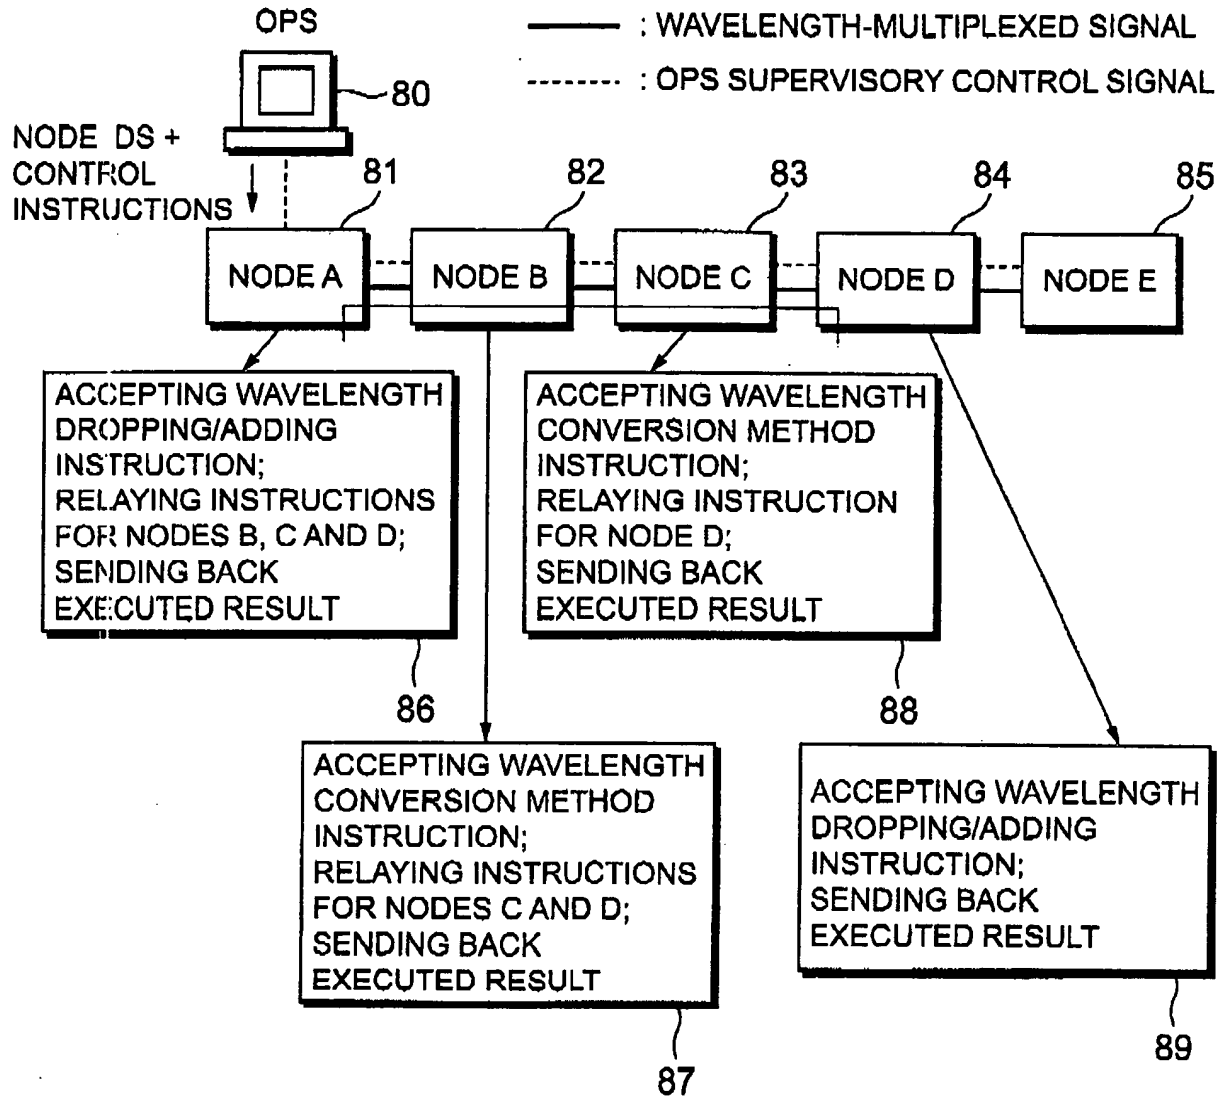 OPS
: WAVELENGTH-MULTIPLEXED SIGNAL
: OPS SUPERVISORY CONTROL SIGNAL
80
NODE DS +
CONTROL
INSTRUCTIONS
81
82
83
84
85
NODE A
NODE B
NODE C
NODE D
NODE E
ACCEPTING WAVELENGTH
DROPPING/ADDING
INSTRUCTION;
RELAYING INSTRUCTIONS
FOR NODES B, C AND D;
SENDING BACK
EXECUTED RESULT
86
ACCEPTING WAVELENGTH
CONVERSION METHOD
INSTRUCTION;
RELAYING INSTRUCTION
FOR NODE D;
SENDING BACK
EXECUTED RESULT
88
ACCEPTING WAVELENGTH
CONVERSION METHOD
INSTRUCTION;
RELAYING INSTRUCTIONS
FOR NODES C AND D;
SENDING BACK
EXECUTED RESULT
87
ACCEPTING WAVELENGTH
DROPPING/ADDING
INSTRUCTION;
SENDING BACK
EXECUTED RESULT
89